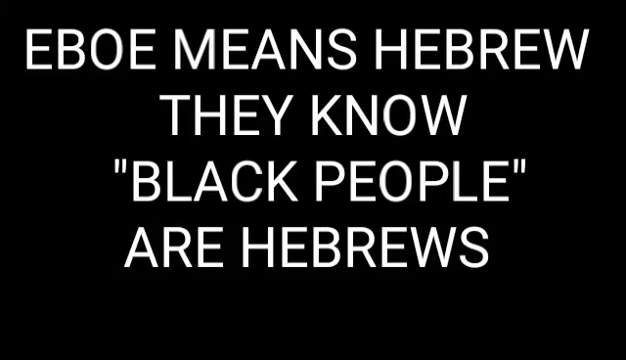 EBOE MEANS HEBREW
THEY KNOW
"BLACK PEOPLE"
ARE HEBREWS